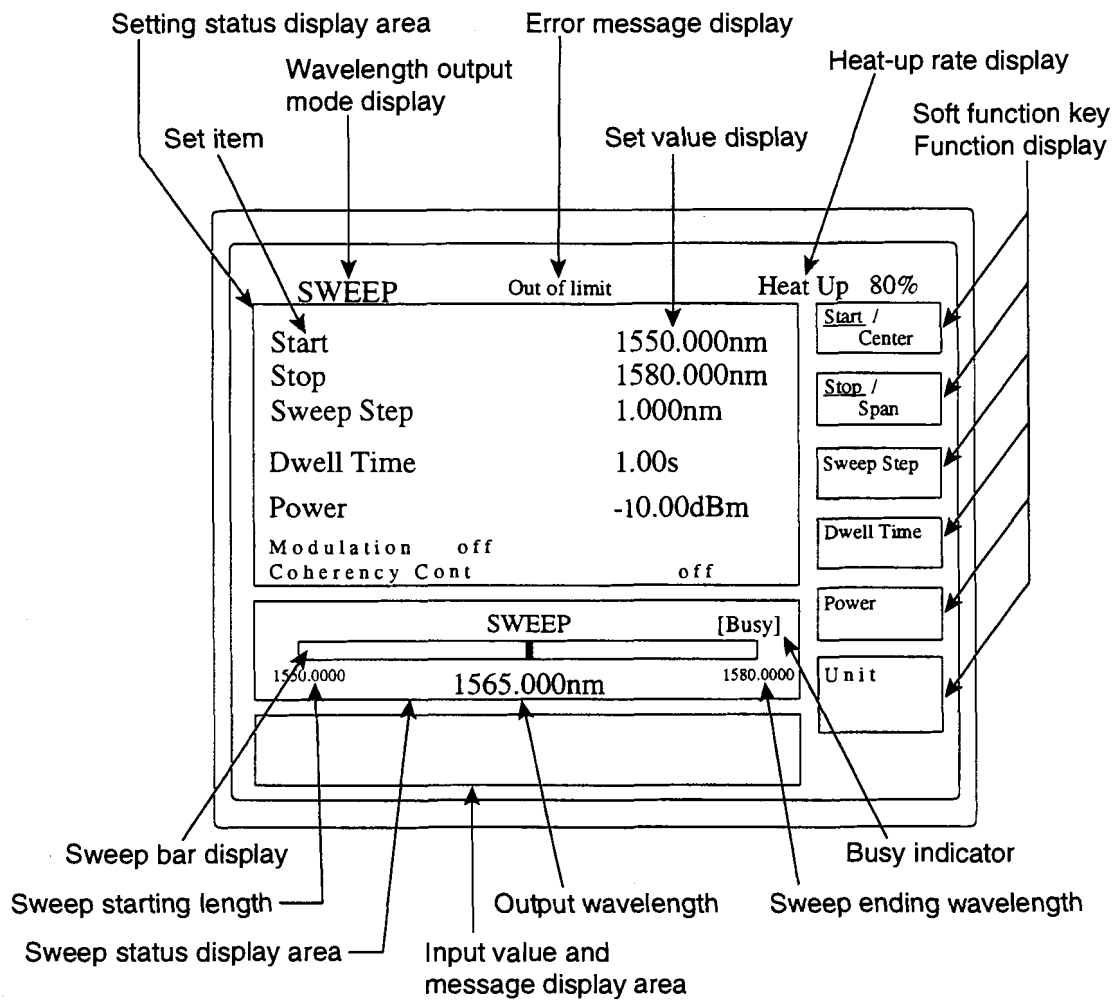 Setting status display area
Error message display
Wavelength output
mode display
Heat-up rate display
Set item
Set value display
Soft function key
Function display
SWEEP
Out of limit
Heat Up 80%
Start 1550.000nm
Stop 1580.000nm
Sweep Step 1.000nm
Dwell Time 1.00s
Power -10.00dBm
Modulation off
Coherency Cont off
Start /
Center
Stop /
Span
Sweep Step
Dwell Time
Power
Unit
SWEEP [Busy]
1550.0000 1565.000nm 1580.0000
Sweep bar display
Busy indicator
Sweep starting length
Output wavelength
Sweep ending wavelength
Sweep status display area
Input value and
message display area